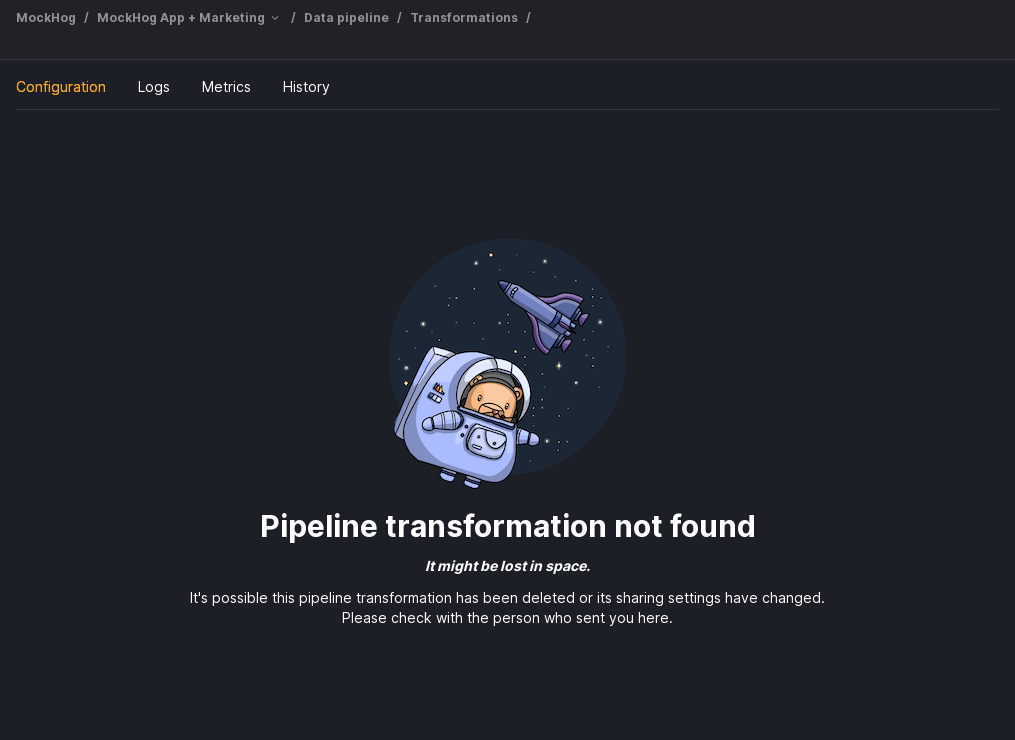 MockHog / MockHog App + Marketing / Data pipeline / Transformations /
Configuration Logs Metrics History
Pipeline transformation not found
It might be lost in space.
It's possible this pipeline transformation has been deleted or its sharing settings have changed.
Please check with the person who sent you here.